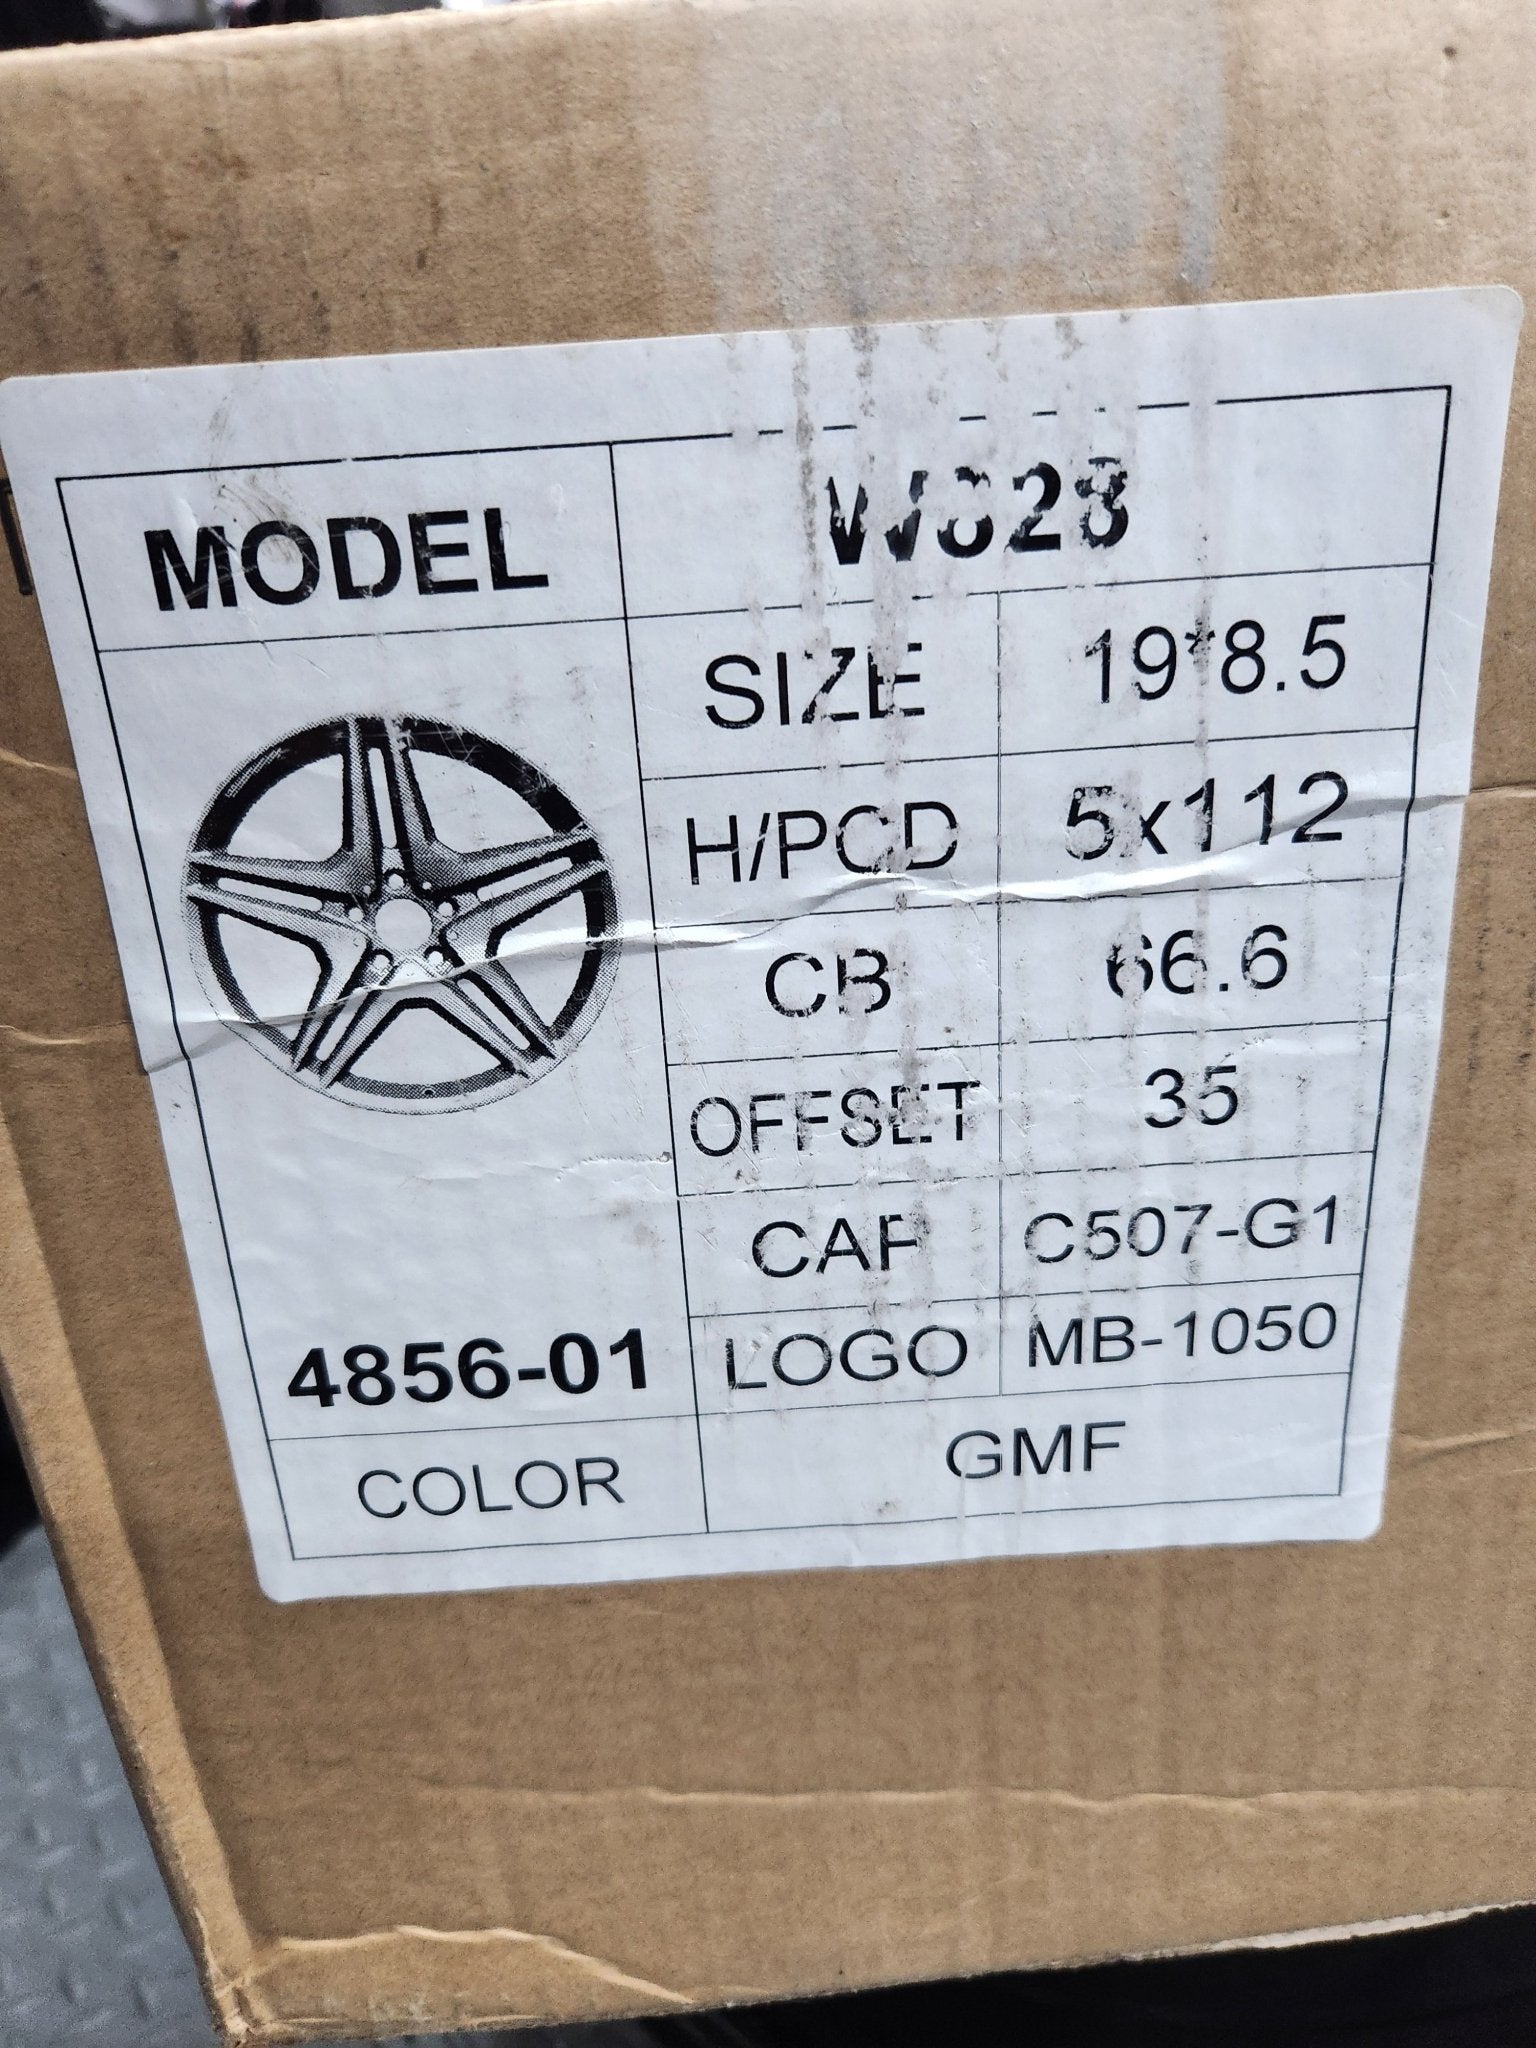 MODEL
SIZE 19*8.5
H/PCD 5x112
CB 66.6
OFFSET 35
CAP C507-G1
4856-01 LOGO MB-1050
COLOR GMF